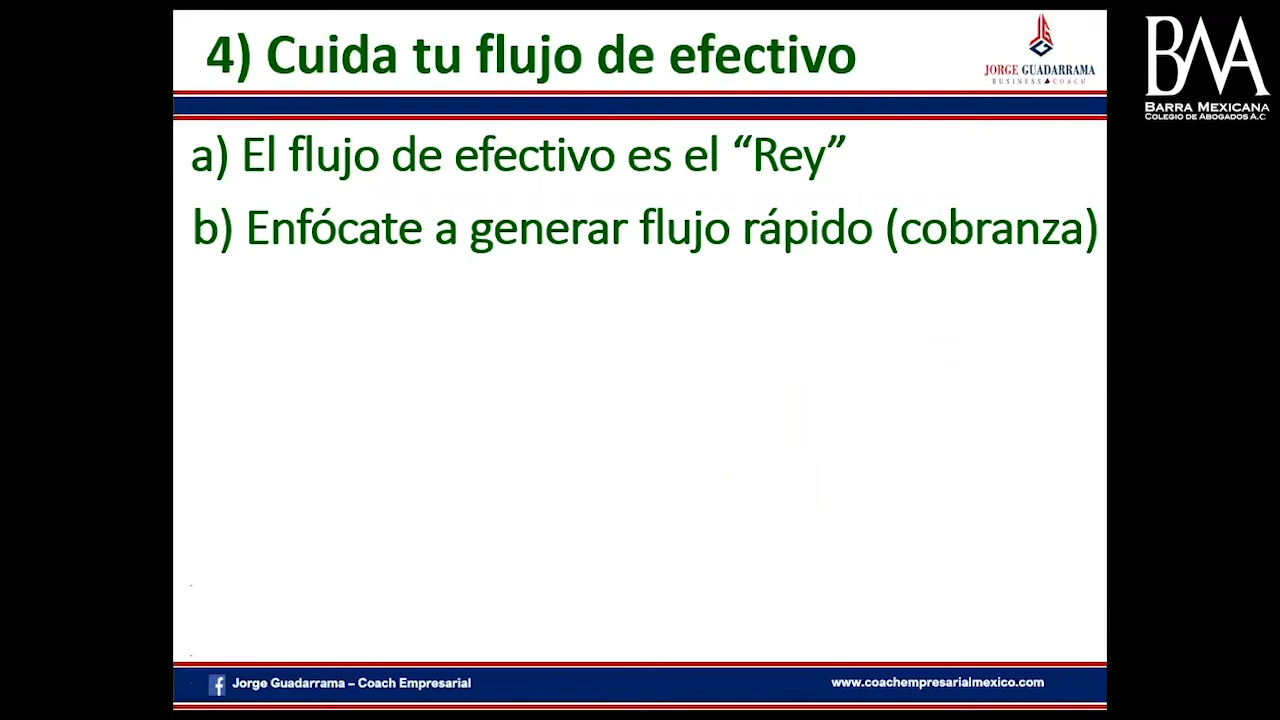 4) Cuida tu flujo de efectivo
JORGE GUADARRAMA
BUSINESS COACH
BMA
BARRA MEXICANA
COLEGIO DE ABOGADOS A.C
a) El flujo de efectivo es el “Rey”
b) Enfócate a generar flujo rápido (cobranza)
f Jorge Guadarrama – Coach Empresarial
www.coachempresarialmexico.com